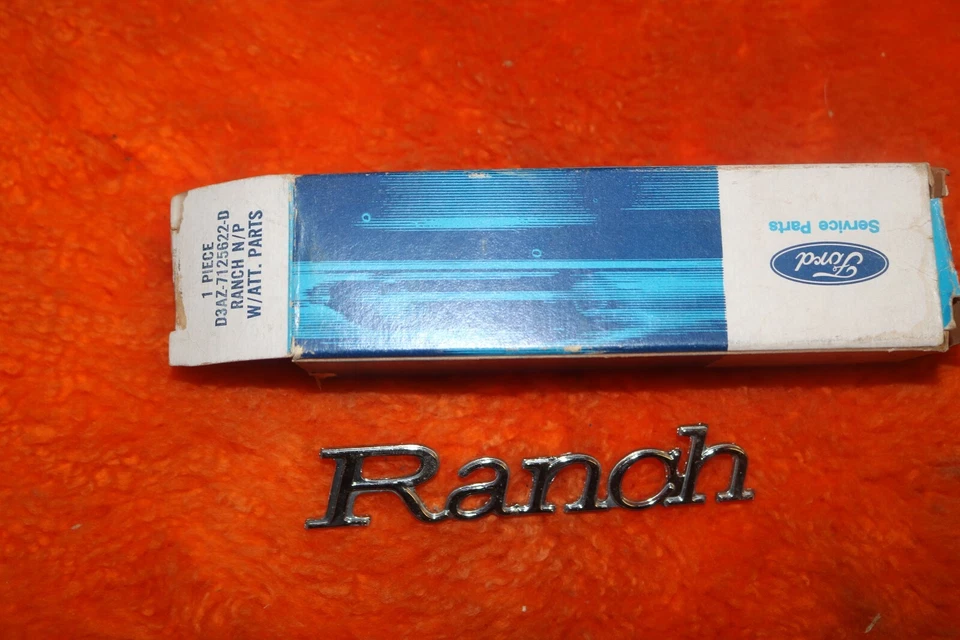 1 PIECE
D3AZ-7125622-D
RANCH N/P
W/ATT. PARTS
Ford
Service Parts
Ranch